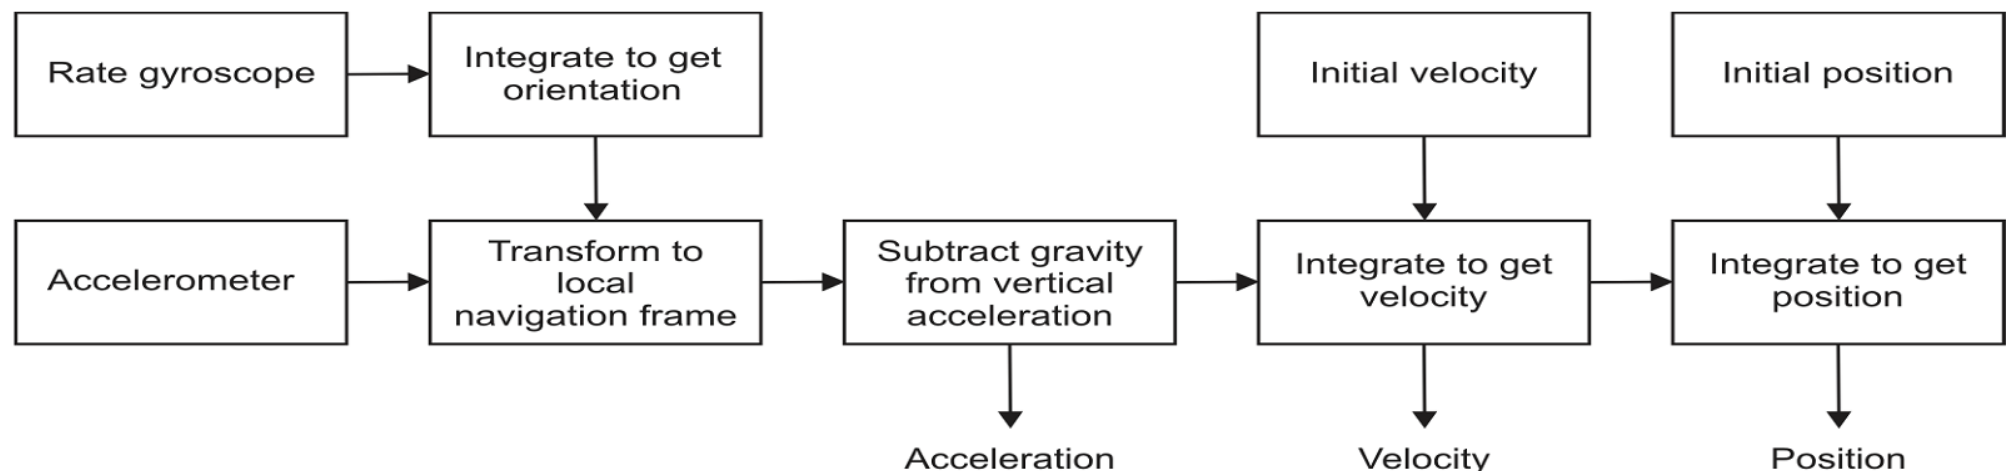 Rate gyroscope
Integrate to get
orientation
Initial velocity
Initial position
Accelerometer
Transform to
local
navigation frame
Subtract gravity
from vertical
acceleration
Integrate to get
velocity
Integrate to get
position
Acceleration
Velocity
Position